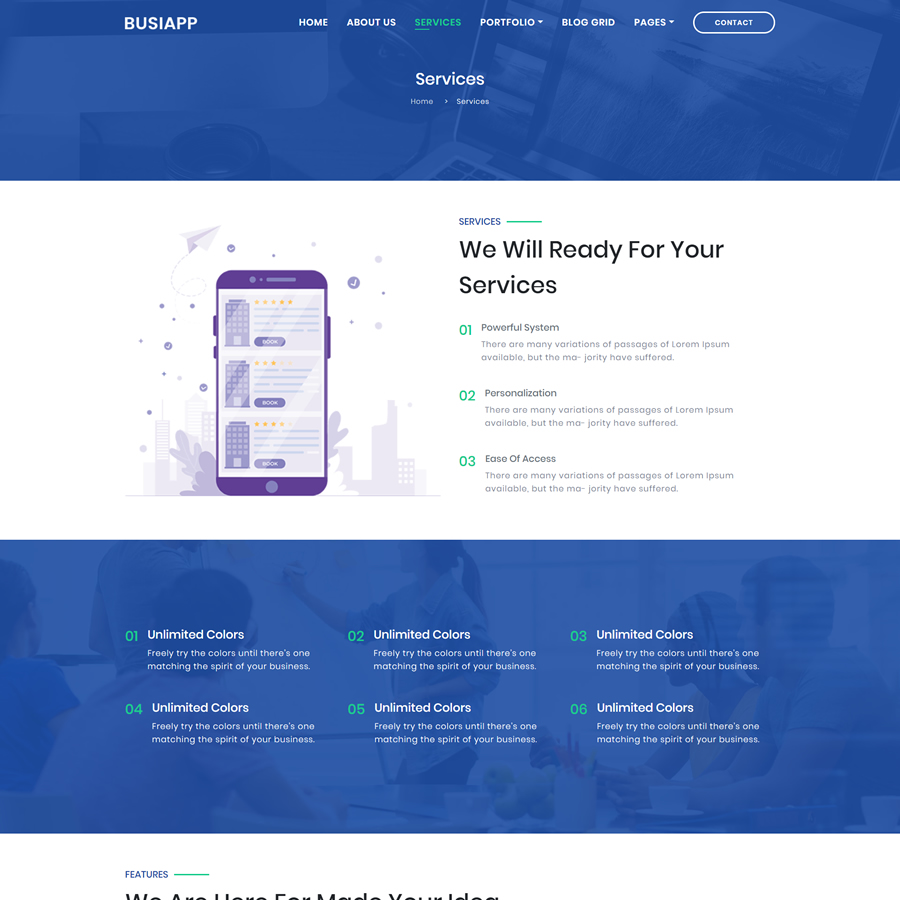 BUSIAPP
HOME
ABOUT US
SERVICES
PORTFOLIO
BLOG GRID
PAGES
CONTACT
Services
Home › Services
SERVICES
We Will Ready For Your
Services
01 Powerful System
There are many variations of passages of Lorem Ipsum
available, but the ma- jority have suffered.
02 Personalization
There are many variations of passages of Lorem Ipsum
available, but the ma- jority have suffered.
03 Ease Of Access
There are many variations of passages of Lorem Ipsum
available, but the ma- jority have suffered.
BOOK
BOOK
BOOK
01 Unlimited Colors
Freely try the colors until there's one
matching the spirit of your business.
02 Unlimited Colors
Freely try the colors until there's one
matching the spirit of your business.
03 Unlimited Colors
Freely try the colors until there's one
matching the spirit of your business.
04 Unlimited Colors
Freely try the colors until there's one
matching the spirit of your business.
05 Unlimited Colors
Freely try the colors until there's one
matching the spirit of your business.
06 Unlimited Colors
Freely try the colors until there's one
matching the spirit of your business.
FEATURES
We Are Here For Made Your Idea